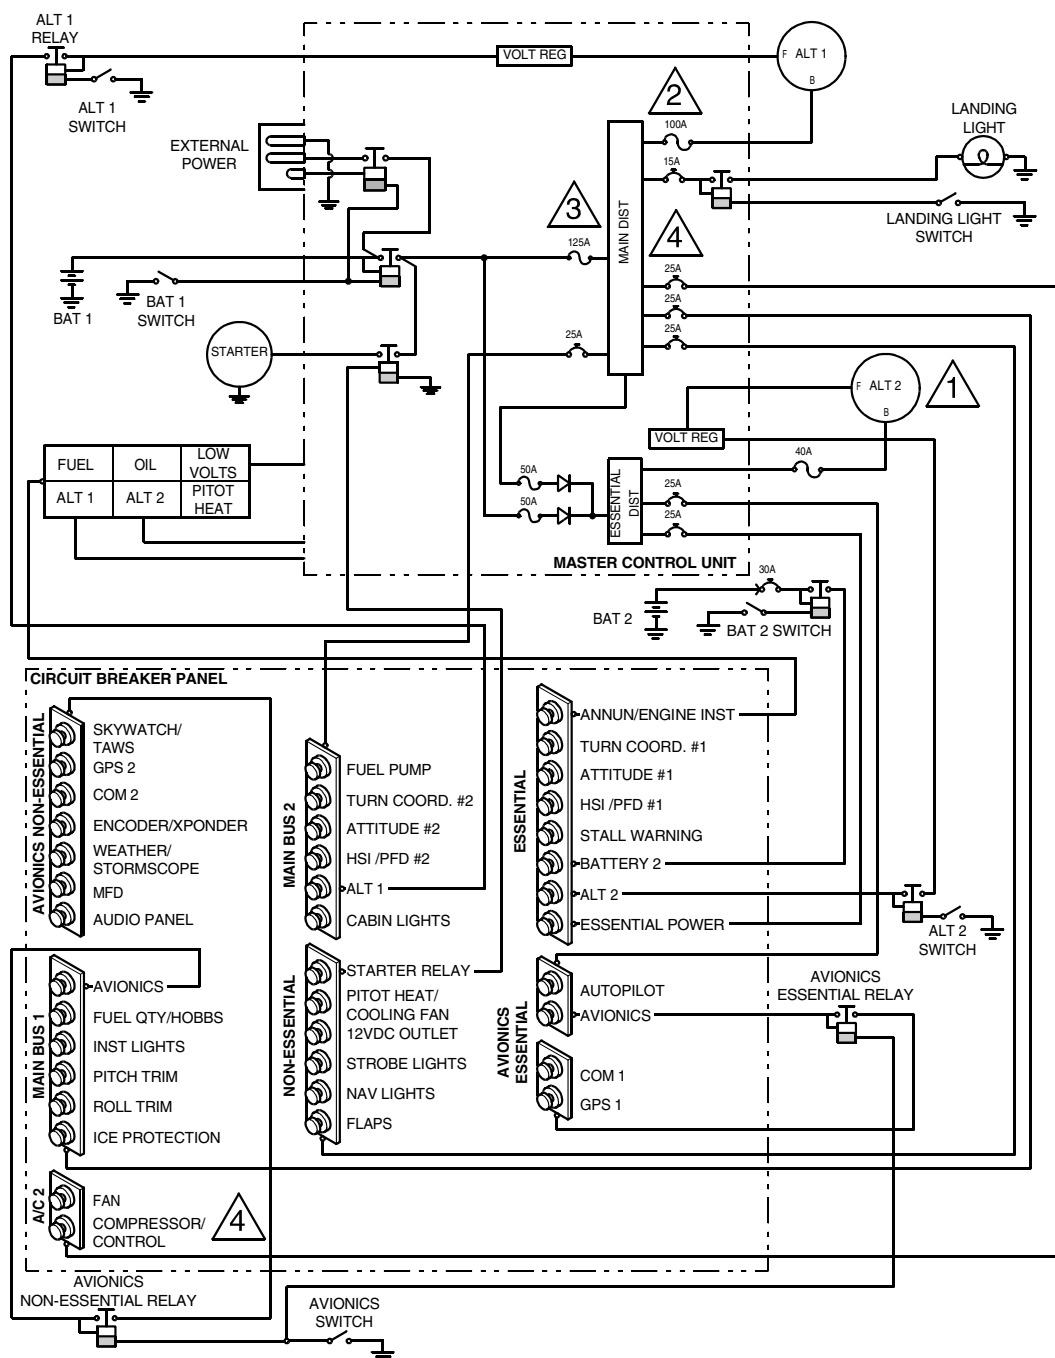 ALT 1
RELAY
VOLT REG
F
ALT 1
B
ALT 1
SWITCH
2
100A
LANDING
LIGHT
EXTERNAL
POWER
15A
3
MAIN DIST
4
LANDING LIGHT
SWITCH
125A
25A
BAT 1
BAT 1
SWITCH
25A
STARTER
25A
25A
F
ALT 2
B
1
VOLT REG
FUEL
OIL
LOW
VOLTS
ALT 1
ALT 2
PITOT
HEAT
50A
50A
ESSENTIAL
DIST
40A
25A
25A
MASTER CONTROL UNIT
30A
BAT 2
BAT 2 SWITCH
CIRCUIT BREAKER PANEL
AVIONICS NON-ESSENTIAL
SKYWATCH/
TAWS
GPS 2
COM 2
ENCODER/XPONDER
WEATHER/
STORMSCOPE
MFD
AUDIO PANEL
MAIN BUS 2
FUEL PUMP
TURN COORD. #2
ATTITUDE #2
HSI /PFD #2
ALT 1
CABIN LIGHTS
ESSENTIAL
ANNUN/ENGINE INST
TURN COORD. #1
ATTITUDE #1
HSI /PFD #1
STALL WARNING
BATTERY 2
ALT 2
ESSENTIAL POWER
ALT 2
SWITCH
MAIN BUS 1
AVIONICS
FUEL QTY/HOBBS
INST LIGHTS
PITCH TRIM
ROLL TRIM
ICE PROTECTION
NON-ESSENTIAL
STARTER RELAY
PITOT HEAT/
COOLING FAN
12VDC OUTLET
STROBE LIGHTS
NAV LIGHTS
FLAPS
AVIONICS
ESSENTIAL
AUTOPILOT
AVIONICS
COM 1
GPS 1
AVIONICS
ESSENTIAL RELAY
A/C 2
FAN
COMPRESSOR/
CONTROL
4
AVIONICS
NON-ESSENTIAL RELAY
AVIONICS
SWITCH